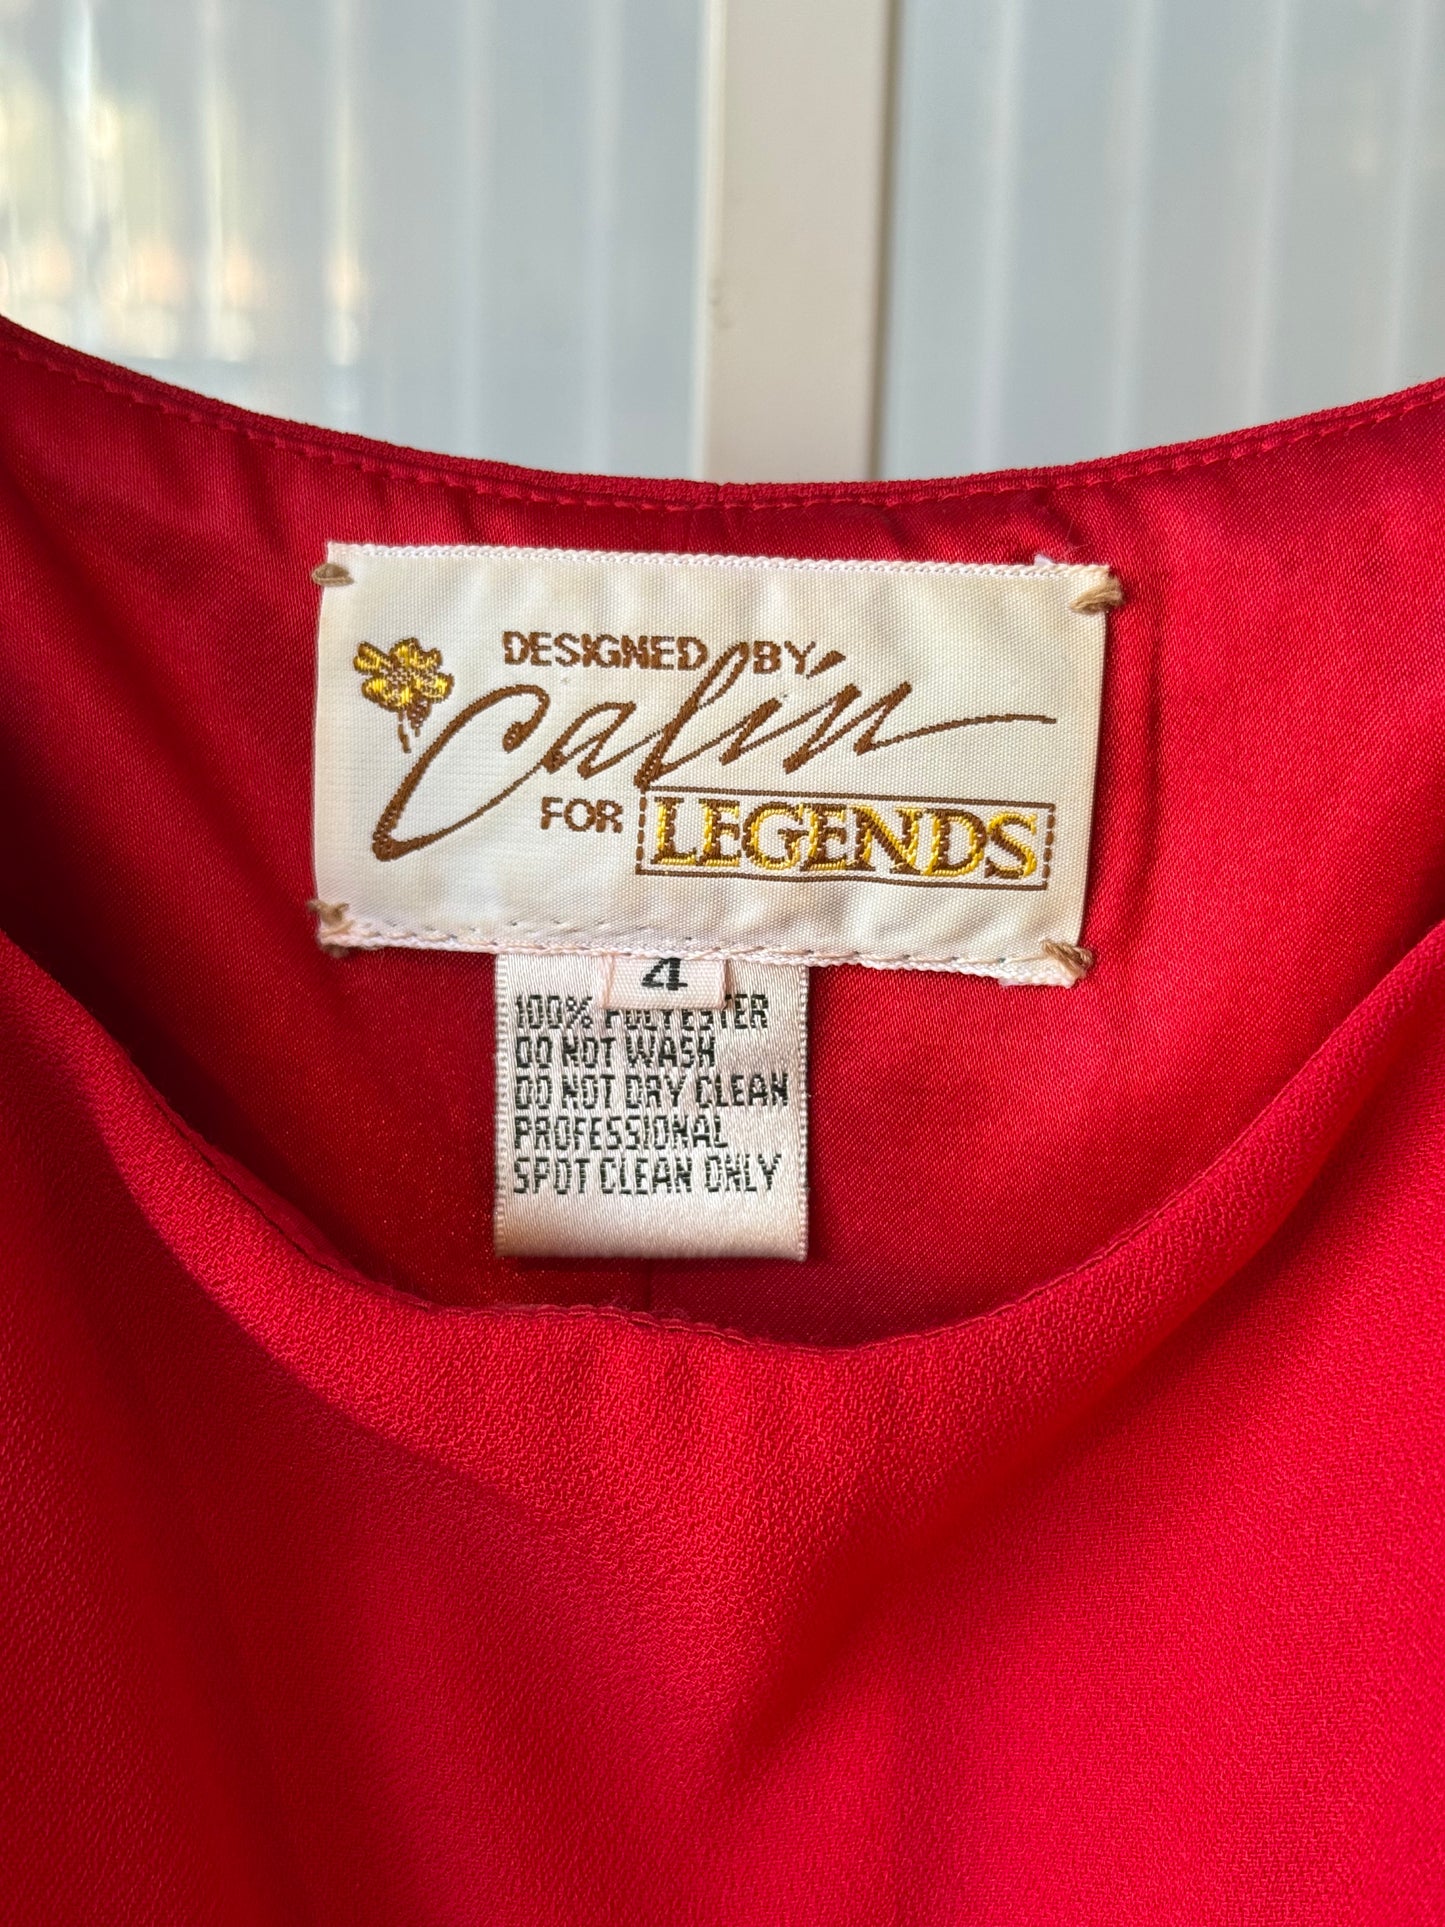 DESIGNED BY
Calin
FOR LEGENDS
4
100% POLYESTER
DO NOT WASH
DO NOT DRY CLEAN
PROFESSIONAL
SPOT CLEAN ONLY